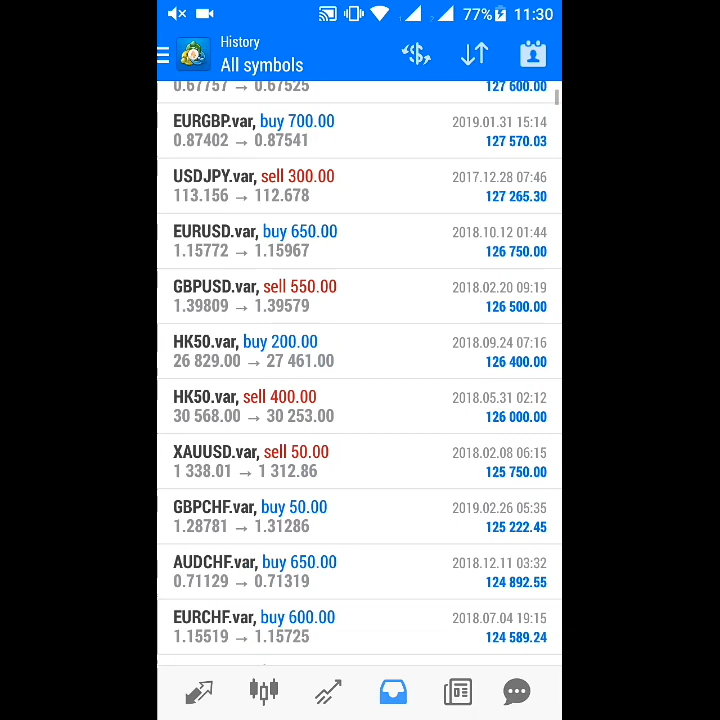 77% 11:30
History
All symbols
0.67757 → 0.67525 127 600.00
EURGBP.var, buy 700.00 2019.01.31 15:14
0.87402 → 0.87541 127 570.03
USDJPY.var, sell 300.00 2017.12.28 07:46
113.156 → 112.678 127 265.30
EURUSD.var, buy 650.00 2018.10.12 01:44
1.15772 → 1.15967 126 750.00
GBPUSD.var, sell 550.00 2018.02.20 09:19
1.39809 → 1.39579 126 500.00
HK50.var, buy 200.00 2018.09.24 07:16
26 829.00 → 27 461.00 126 400.00
HK50.var, sell 400.00 2018.05.31 02:12
30 568.00 → 30 253.00 126 000.00
XAUUSD.var, sell 50.00 2018.02.08 06:15
1 338.01 → 1 312.86 125 750.00
GBPCHF.var, buy 50.00 2019.02.26 05:35
1.28781 → 1.31286 125 222.45
AUDCHF.var, buy 650.00 2018.12.11 03:32
0.71129 → 0.71319 124 892.55
EURCHF.var, buy 600.00 2018.07.04 19:15
1.15519 → 1.15725 124 589.24